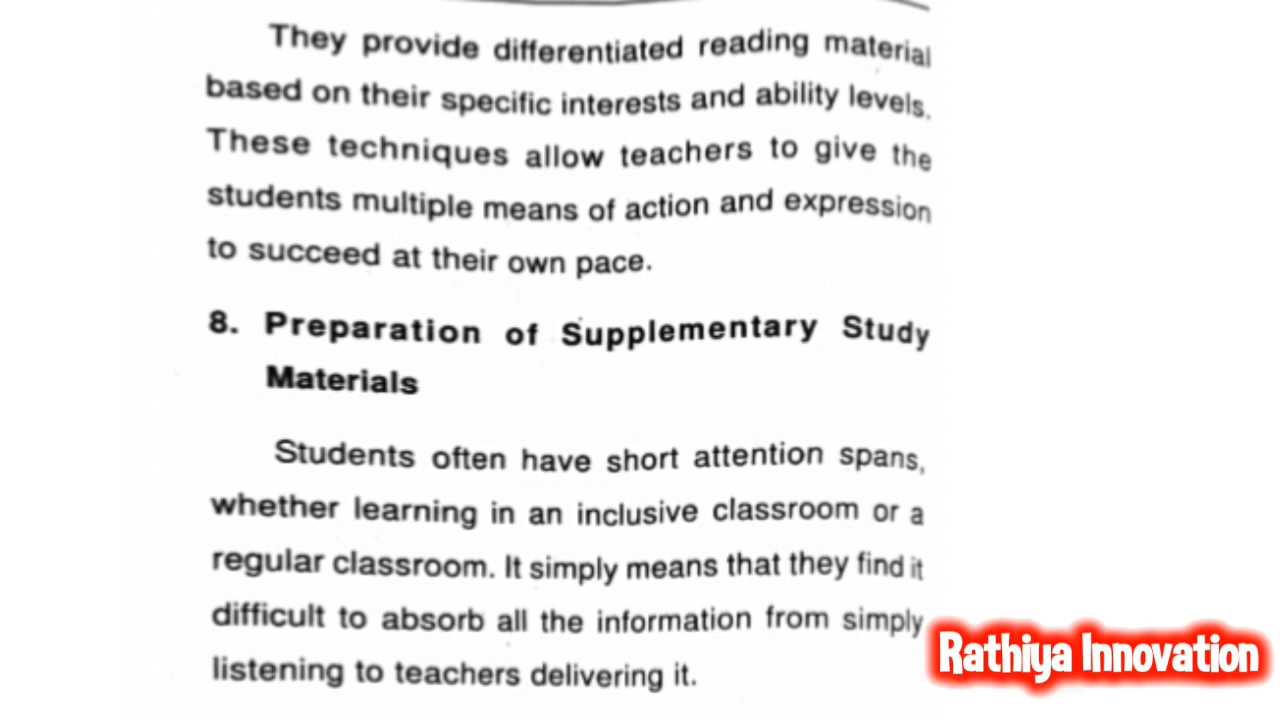 They provide differentiated reading material
based on their specific interests and ability levels.
These techniques allow teachers to give the
students multiple means of action and expression
to succeed at their own pace.
8. Preparation of Supplementary Study
Materials
Students often have short attention spans,
whether learning in an inclusive classroom or a
regular classroom. It simply means that they find it
difficult to absorb all the information from simply
listening to teachers delivering it.
Rathiya Innovation